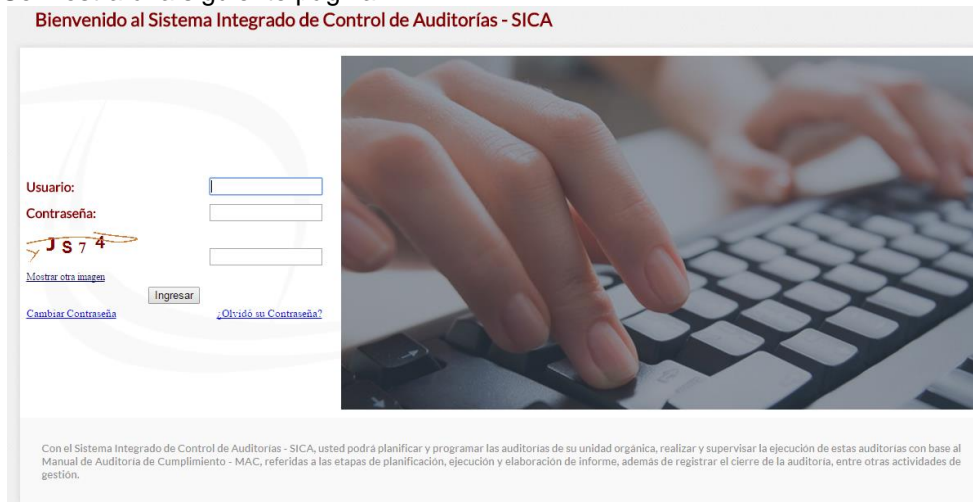 Bienvenido al Sistema Integrado de Control de Auditorías - SICA
Usuario:
Contraseña:
J S 7 4
Mostrar otra imagen
Ingresar
Cambiar Contraseña ¿Olvidó su Contraseña?
Con el Sistema Integrado de Control de Auditorías - SICA, usted podrá planificar y programar las auditorías de su unidad orgánica, realizar y supervisar la ejecución de estas auditorías con base al
Manual de Auditoría de Cumplimiento - MAC, referidas a las etapas de planificación, ejecución y elaboración de informe, además de registrar el cierre de la auditoría, entre otras actividades de
gestión.